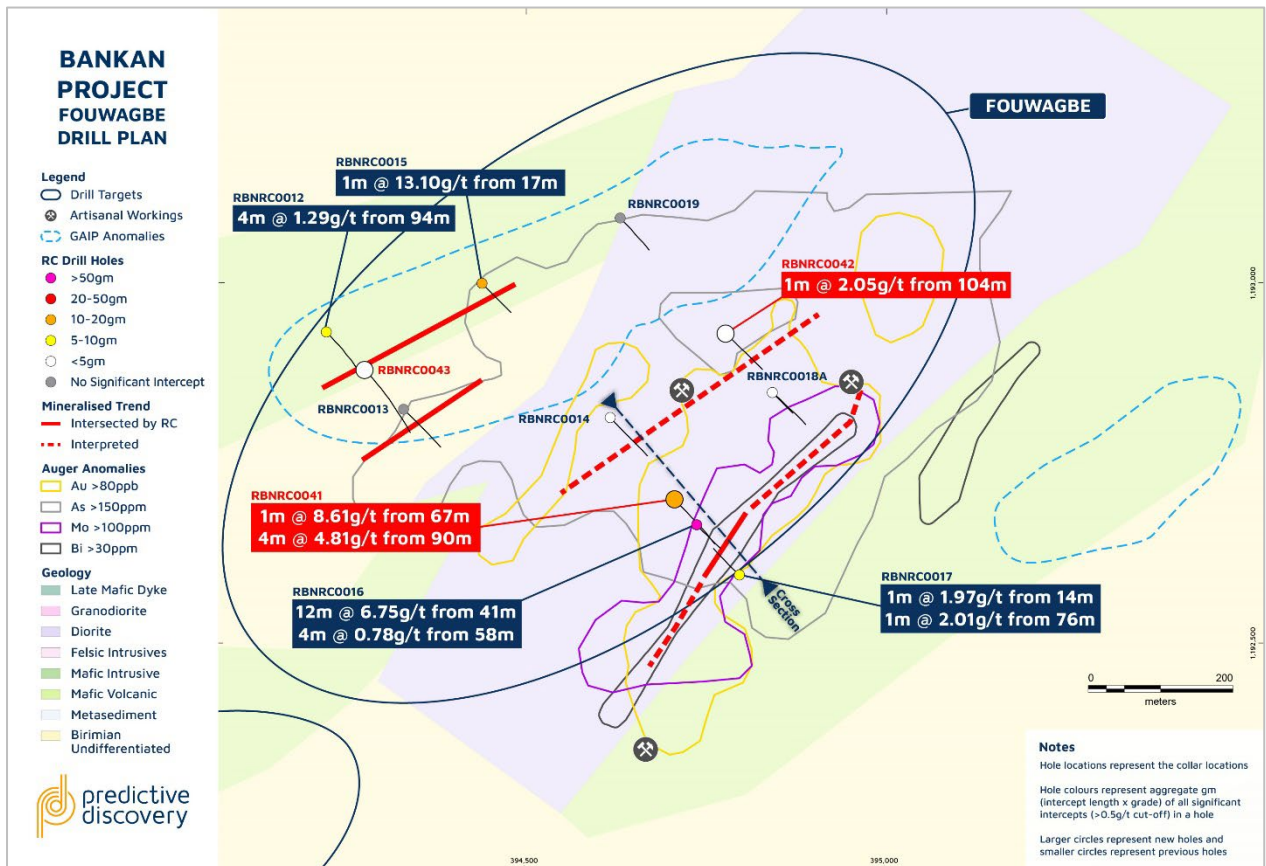 BANKAN
PROJECT
FOUWAGBE
DRILL PLAN
Legend
Drill Targets
Artisanal Workings
GAIP Anomalies
RC Drill Holes
>50gm
20-50gm
10-20gm
5-10gm
<5gm
No Significant Intercept
Mineralised Trend
Intersected by RC
Interpreted
Auger Anomalies
Au >80ppb
As >150ppm
Mo >100ppm
Bi >30ppm
Geology
Late Mafic Dyke
Granodiorite
Diorite
Felsic Intrusives
Mafic Intrusive
Mafic Volcanic
Metasediment
Birimian
Undifferentiated
predictive
discovery
FOUWAGBE
RBNRC0015
1m @ 13.10g/t from 17m
RBNRC0012
4m @ 1.29g/t from 94m
RBNRC0019
RBNRC0042
1m @ 2.05g/t from 104m
1,193,000
RBNRC0043
RBNRC0018A
RBNRC0013
RBNRC0014
RBNRC0041
1m @ 8.61g/t from 67m
4m @ 4.81g/t from 90m
RBNRC0016
12m @ 6.75g/t from 41m
4m @ 0.78g/t from 58m
Cross
Section
RBNRC0017
1m @ 1.97g/t from 14m
1m @ 2.01g/t from 76m
1,192,500
0 200
meters
Notes
Hole locations represent the collar locations
Hole colours represent aggregate gm
(intercept length x grade) of all significant
intercepts (>0.5g/t cut-off) in a hole
Larger circles represent new holes and
smaller circles represent previous holes
394,500
395,000